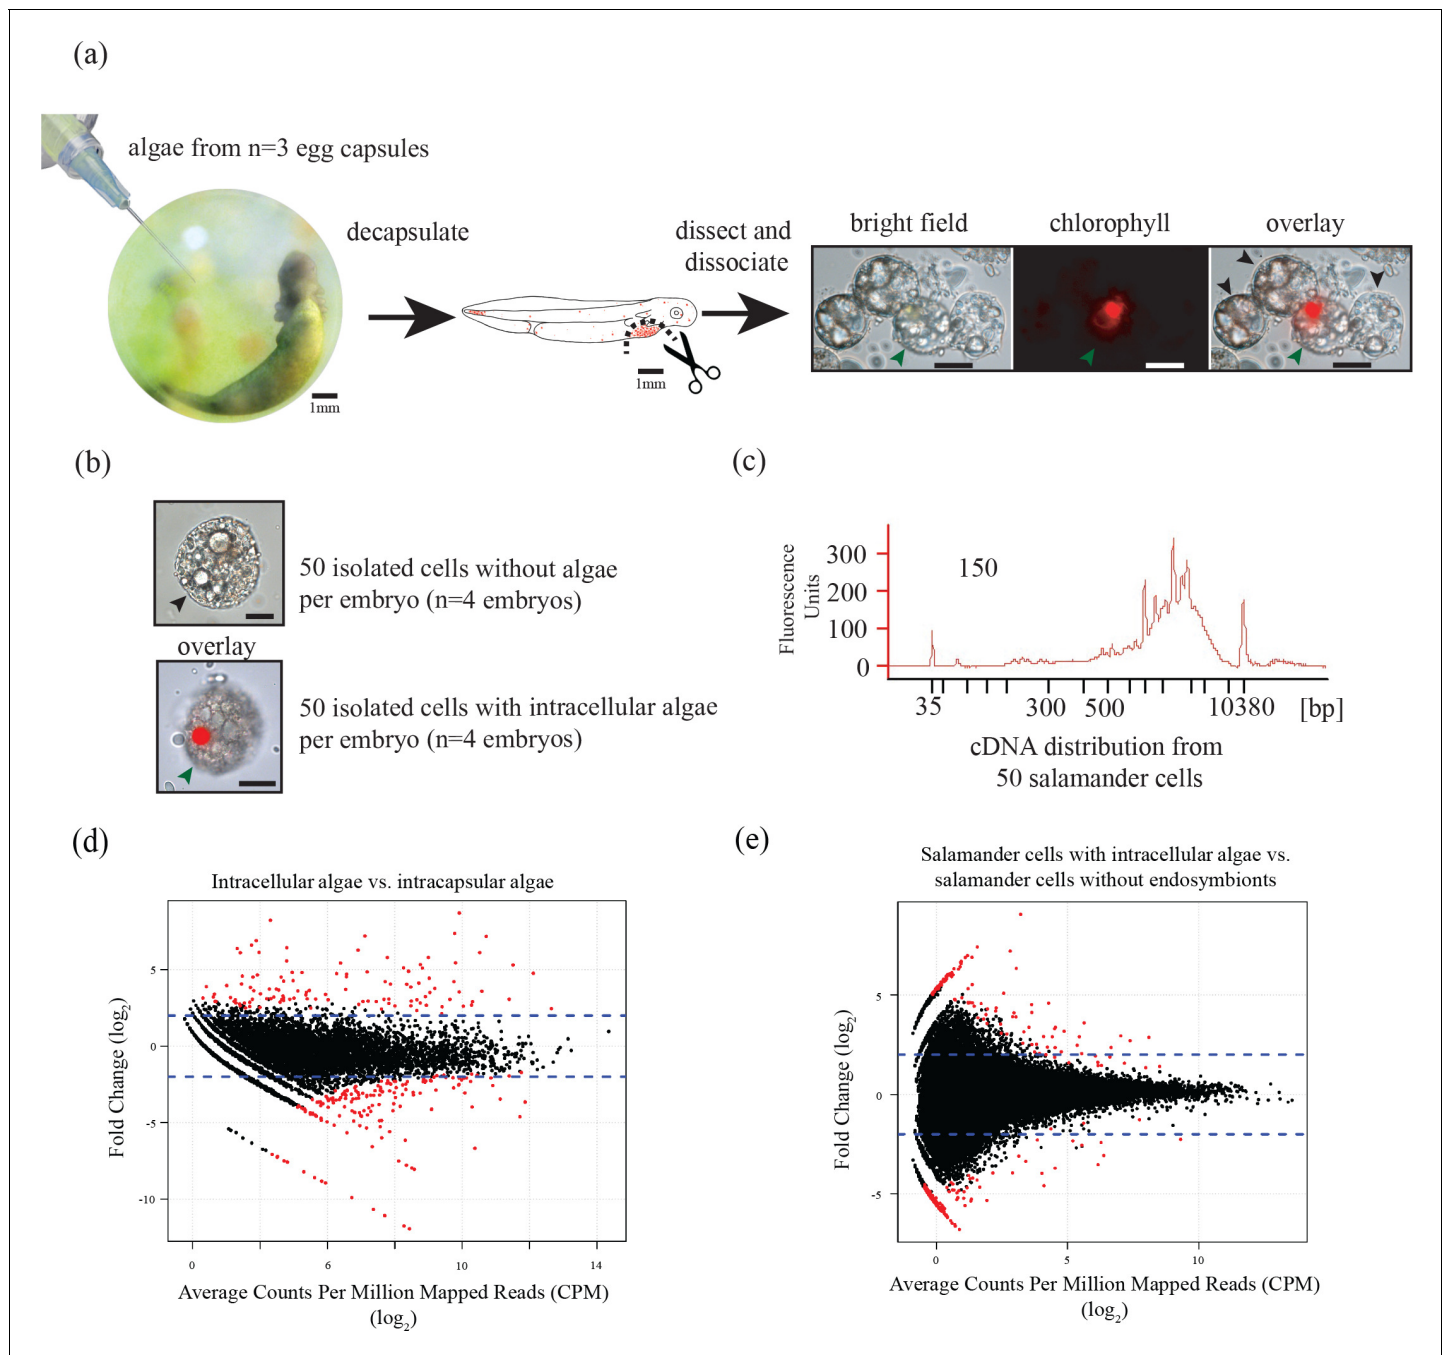 (a)
algae from n=3 egg capsules
decapsulate
dissect and
dissociate
bright field
chlorophyll
overlay
1mm
1mm
(b)
50 isolated cells without algae
per embryo (n=4 embryos)
overlay
50 isolated cells with intracellular algae
per embryo (n=4 embryos)
(c)
Fluorescence
Units
300
200
100
0
150
35
300
500
10380
[bp]
cDNA distribution from
50 salamander cells
(d)
Intracellular algae vs. intracapsular algae
Fold Change (log2)
5
0
-5
-10
0
6
10
14
Average Counts Per Million Mapped Reads (CPM)
(log2)
(e)
Salamander cells with intracellular algae vs.
salamander cells without endosymbionts
Fold Change (log2)
5
0
-5
0
5
10
Average Counts Per Million Mapped Reads (CPM)
(log2)